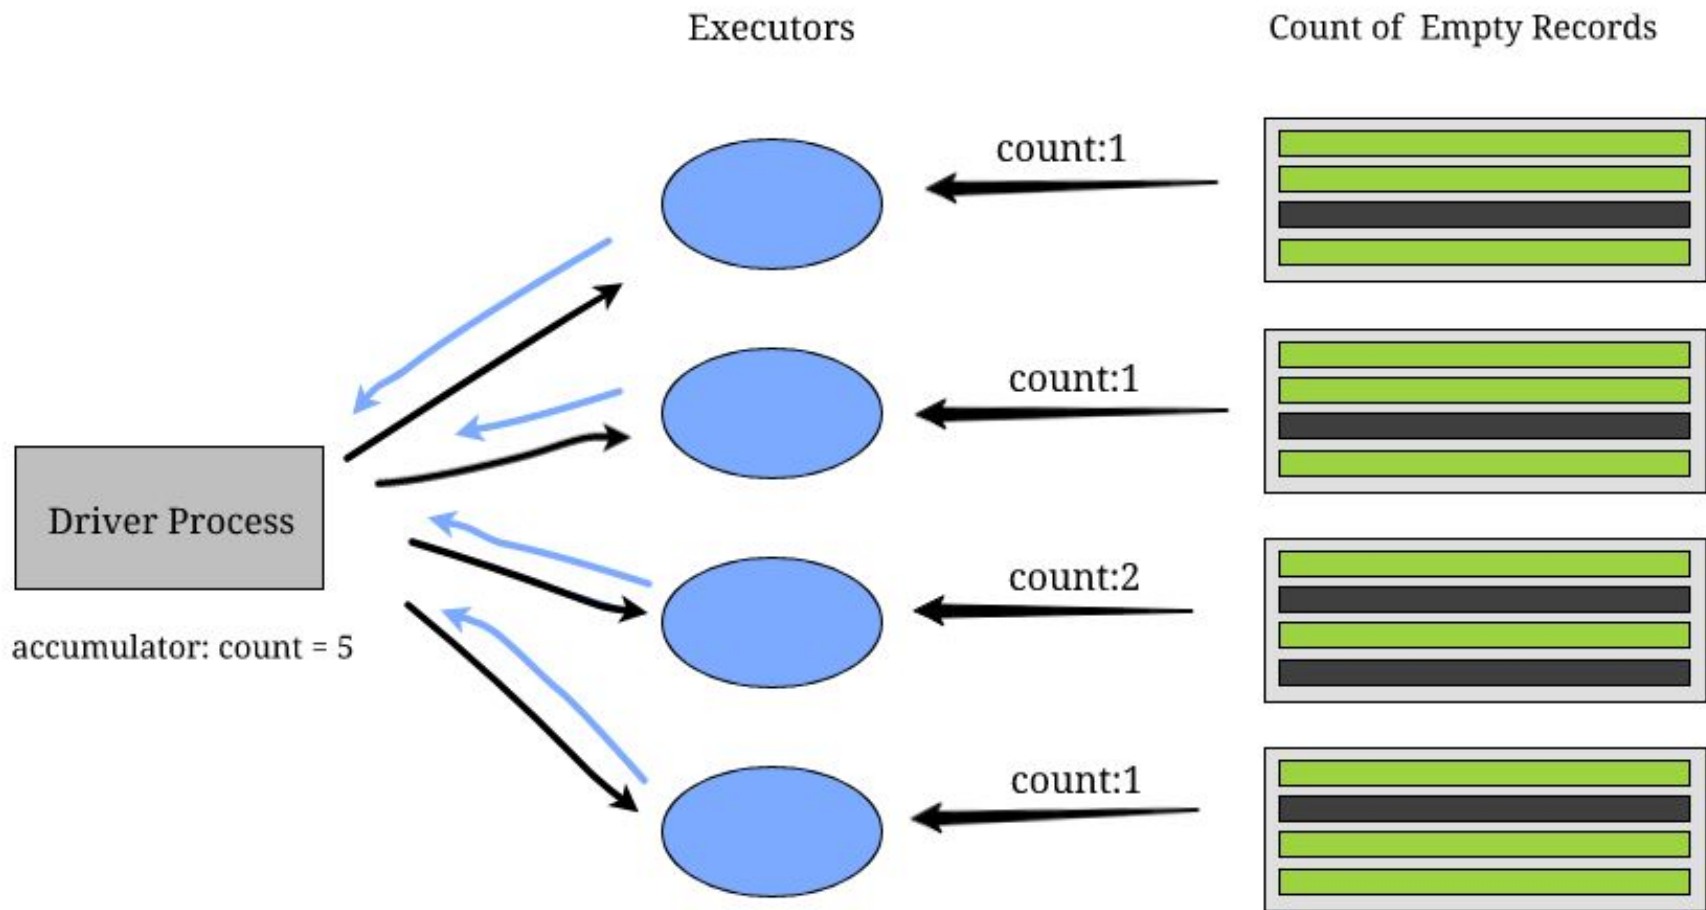 Executors
Count of  Empty Records
count:1
count:1
Driver Process
count:2
accumulator: count = 5
count:1